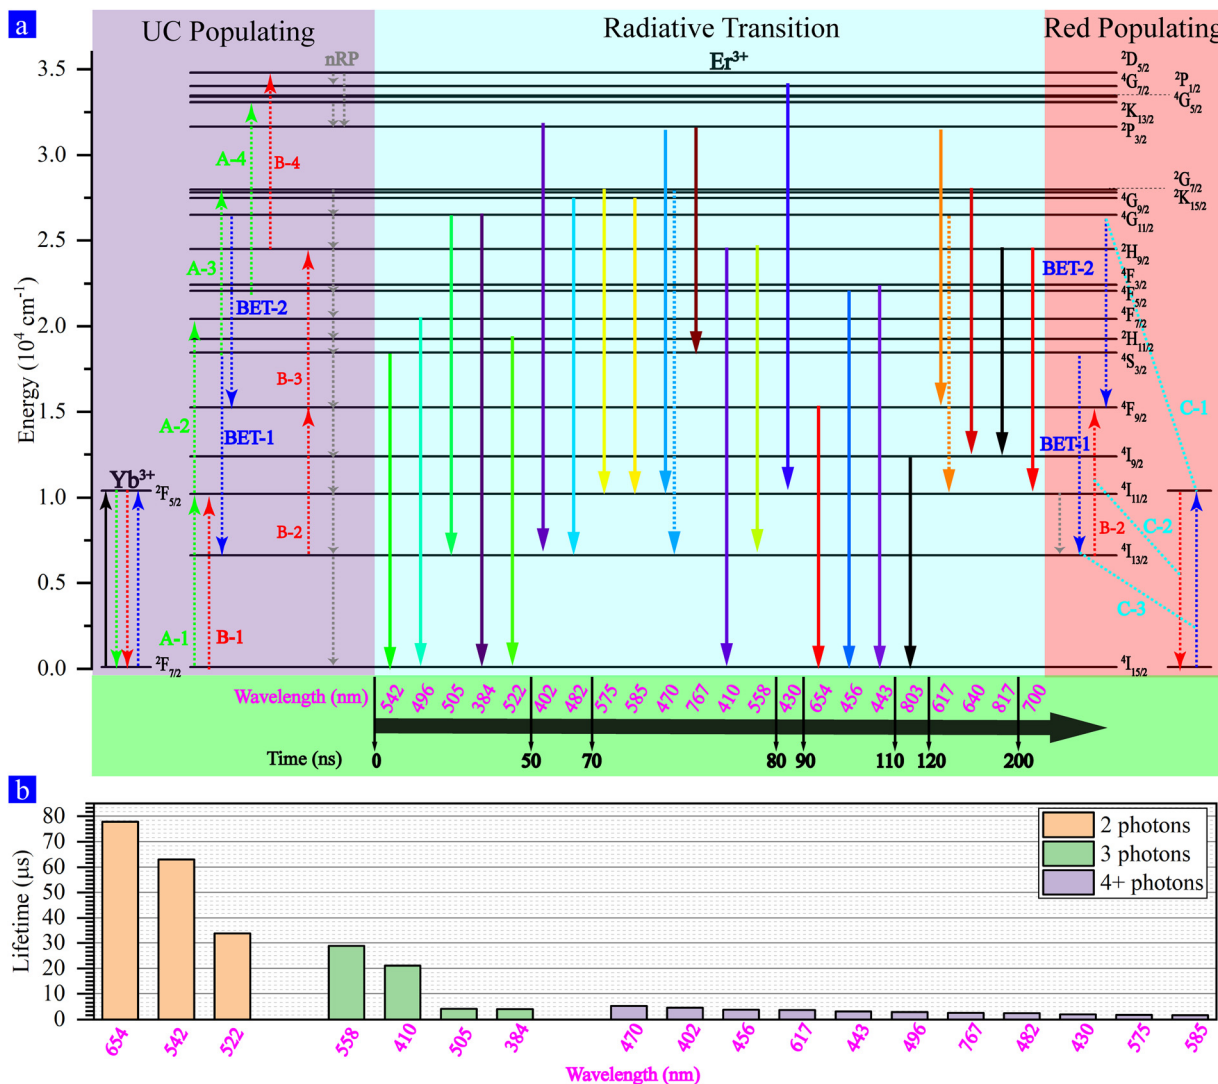 a
UC Populating
Radiative Transition
Red Populating
nRP
Er³⁺
3.5
3.0
2.5
2.0
1.5
1.0
0.5
0.0
Energy (10⁴ cm⁻¹)
A-4
B-4
A-3
BET-2
B-3
A-2
BET-1
Yb³⁺
²F₅/₂
B-2
A-1
B-1
²F₇/₂
²D₅/₂
⁴G₇/₂
²P₁/₂
⁴G₅/₂
²K₁₃/₂
²P₃/₂
²G₇/₂
⁴G₉/₂
²K₁₅/₂
⁴G₁₁/₂
²H₉/₂
BET-2
⁴F₃/₂
⁴F₅/₂
⁴F₇/₂
²H₁₁/₂
⁴S₃/₂
⁴F₉/₂
C-1
BET-1
⁴I₉/₂
⁴I₁₁/₂
B-2
C-2
⁴I₁₃/₂
C-3
⁴I₁₅/₂
Wavelength (nm)
542 496 505 384 522 402 482 575 585 470 767 410 558 430 654 456 443 803 617 640 817 700
Time (ns)
0 50 70 80 90 110 120 200
b
80
70
60
50
40
30
20
10
0
Lifetime (μs)
2 photons
3 photons
4+ photons
654 542 522 558 410 505 384 470 402 456 617 443 496 767 482 430 575 585
Wavelength (nm)